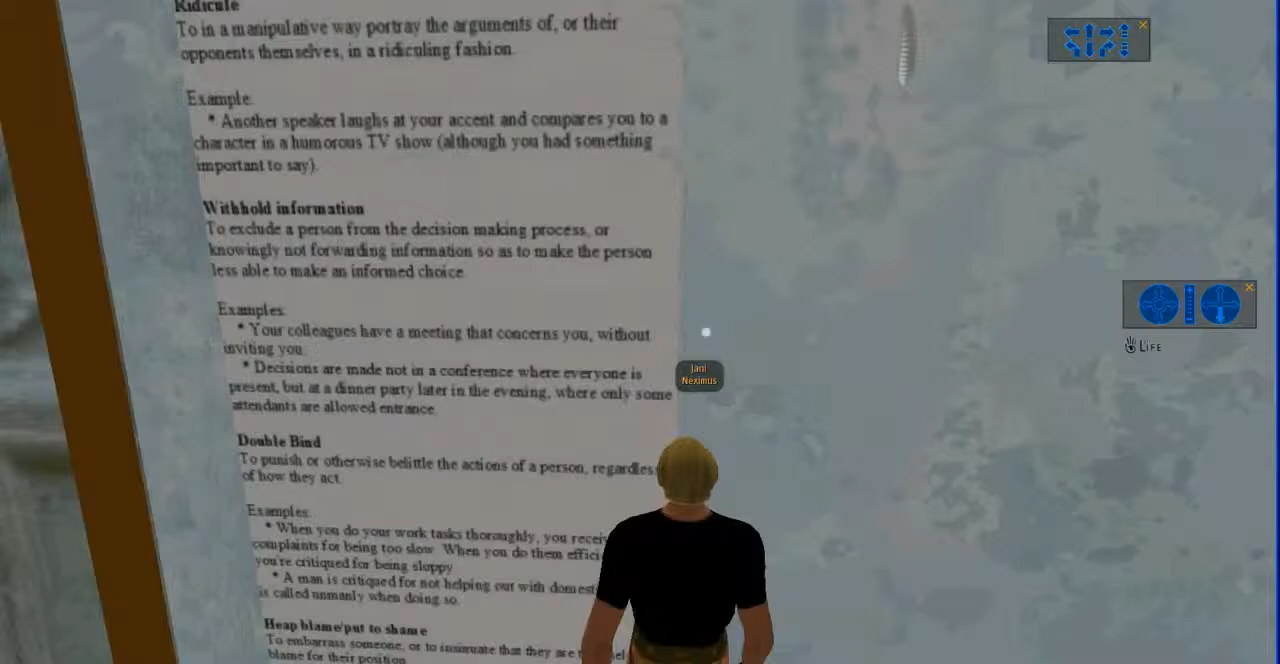 Ridicule
To in a manipulative way portray the arguments of, or their
opponents themselves, in a ridiculing fashion.
Example:
* Another speaker laughs at your accent and compares you to a
character in a humorous TV show (although you had something
important to say).
Withhold information
To exclude a person from the decision making process, or
knowingly not forwarding information so as to make the person
less able to make an informed choice.
Examples:
* Your colleagues have a meeting that concerns you, without
inviting you.
* Decisions are made not in a conference where everyone is
present, but at a dinner party later in the evening, where only some
attendants are allowed entrance.
Double Bind
To punish or otherwise belittle the actions of a person, regardles
of how they act.
Examples:
* When you do your work tasks thoroughly, you recei
complaints for being too slow. When you do them effici
you're critiqued for being sloppy.
* A man is critiqued for not helping out with domest
is called unmanly when doing so.
Heap blame/put to shame
To embarrass someone, or to insinuate that they are
blame for their position.
Jani
Neximus
LIFE